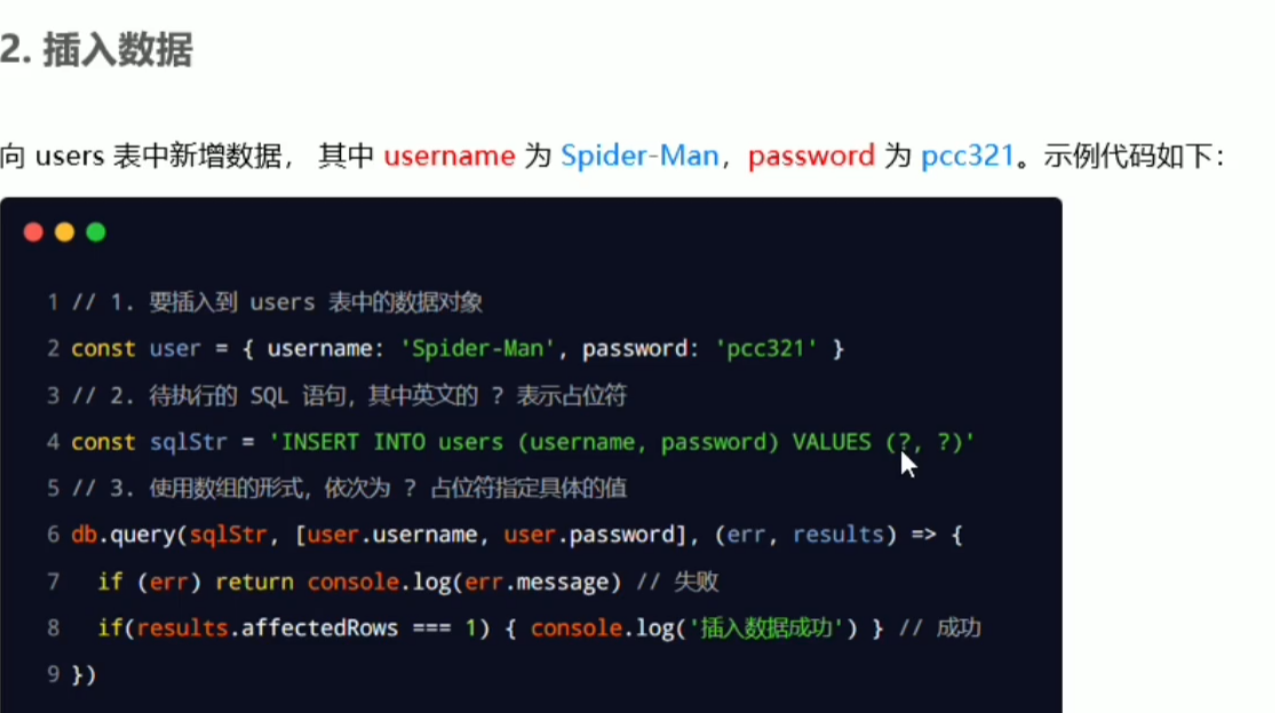 2. 插入数据
向 users 表中新增数据， 其中 username 为 Spider-Man，password 为 pcc321。示例代码如下：
1 // 1. 要插入到 users 表中的数据对象
2 const user = { username: 'Spider-Man', password: 'pcc321' }
3 // 2. 待执行的 SQL 语句，其中英文的 ? 表示占位符
4 const sqlStr = 'INSERT INTO users (username, password) VALUES (?, ?)'
5 // 3. 使用数组的形式，依次为 ? 占位符指定具体的值
6 db.query(sqlStr, [user.username, user.password], (err, results) => {
7   if (err) return console.log(err.message) // 失败
8   if(results.affectedRows === 1) { console.log('插入数据成功') } // 成功
9 })